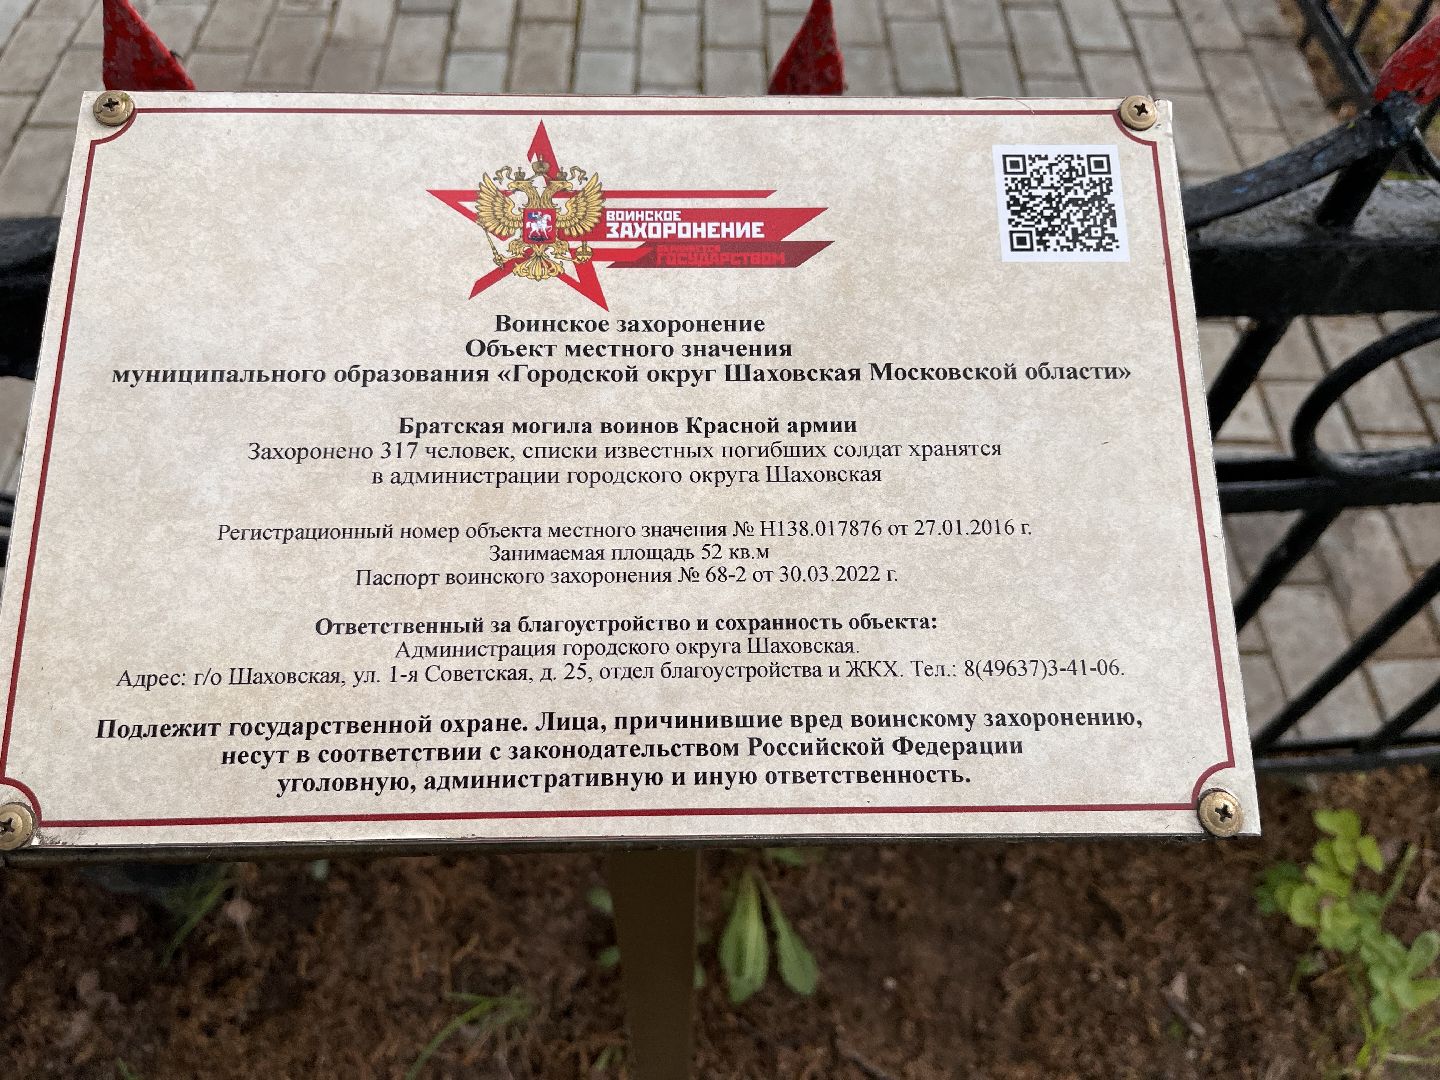 ВОИНСКОЕ
ЗАХОРОНЕНИЕ
ОХРАНЯЕТСЯ
ГОСУДАРСТВОМ
Воинское захоронение
Объект местного значения
муниципального образования «Городской округ Шаховская Московской области»
Братская могила воинов Красной армии
Захоронено 317 человек, списки известных погибших солдат хранятся
в администрации городского округа Шаховская
Регистрационный номер объекта местного значения № Н138.017876 от 27.01.2016 г.
Занимаемая площадь 52 кв.м
Паспорт воинского захоронения № 68-2 от 30.03.2022 г.
Ответственный за благоустройство и сохранность объекта:
Администрация городского округа Шаховская.
Адрес: г/о Шаховская, ул. 1-я Советская, д. 25, отдел благоустройства и ЖКХ. Тел.: 8(49637)3-41-06.
Подлежит государственной охране. Лица, причинившие вред воинскому захоронению,
несут в соответствии с законодательством Российской Федерации
уголовную, административную и иную ответственность.